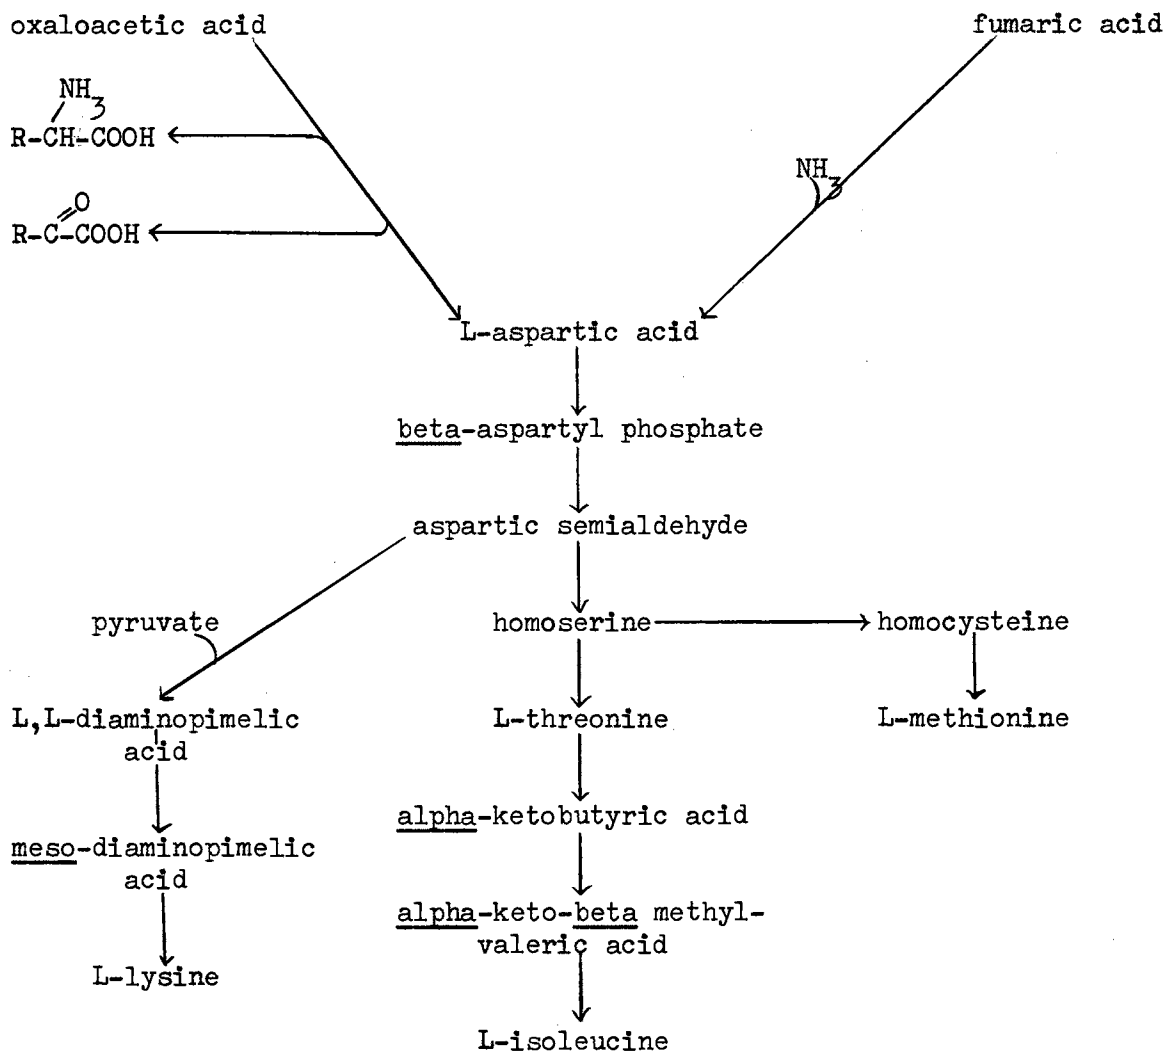 oxaloacetic acid
fumaric acid
NH3
R-CH-COOH
NH3
O
R-C-COOH
L-aspartic acid
beta-aspartyl phosphate
aspartic semialdehyde
pyruvate
homoserine
homocysteine
L,L-diaminopimelic
acid
L-threonine
L-methionine
alpha-ketobutyric acid
meso-diaminopimelic
acid
alpha-keto-beta methyl-
valeric acid
L-lysine
L-isoleucine